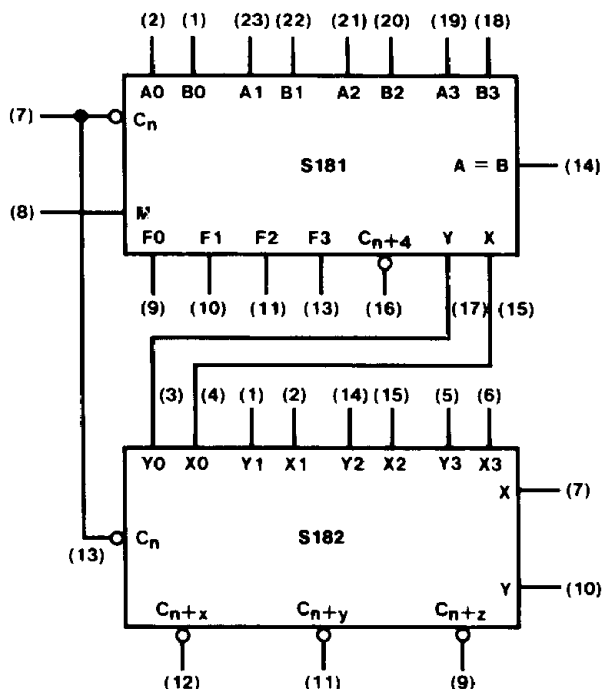 (2) (1) (23) (22) (21) (20) (19) (18)
A0 B0 A1 B1 A2 B2 A3 B3
(7) Cn
S181 A = B (14)
(8) M
F0 F1 F2 F3 Cn+4 Y X
(9) (10) (11) (13) (16) (17) (15)
(3) (4) (1) (2) (14) (15) (5) (6)
Y0 X0 Y1 X1 Y2 X2 Y3 X3
X (7)
(13) Cn S182
Y (10)
Cn+x Cn+y Cn+z
(12) (11) (9)